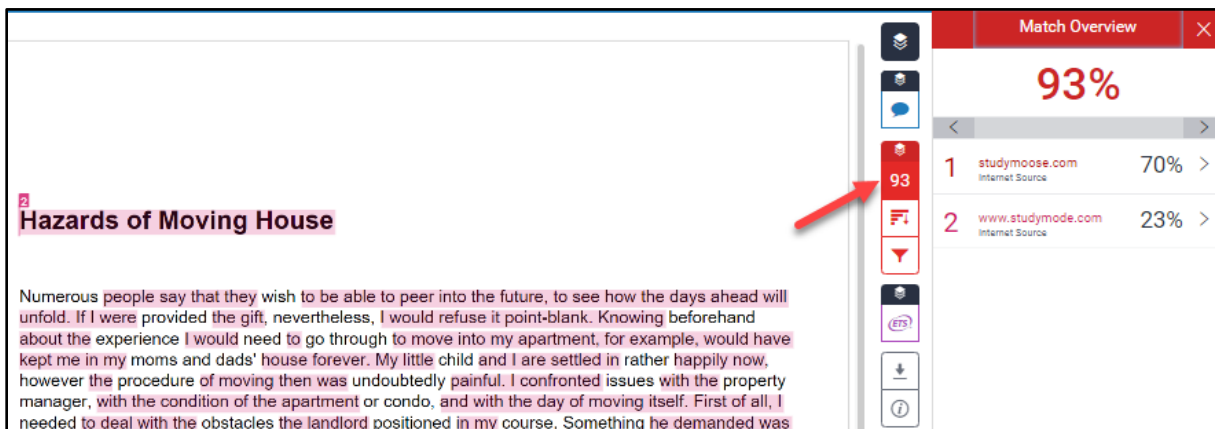 Match Overview
93%
93
1 studymoose.com 70%
Internet Source
2 www.studymode.com 23%
Internet Source
ETS
2
Hazards of Moving House
Numerous people say that they wish to be able to peer into the future, to see how the days ahead will
unfold. If I were provided the gift, nevertheless, I would refuse it point-blank. Knowing beforehand
about the experience I would need to go through to move into my apartment, for example, would have
kept me in my moms and dads' house forever. My little child and I are settled in rather happily now,
however the procedure of moving then was undoubtedly painful. I confronted issues with the property
manager, with the condition of the apartment or condo, and with the day of moving itself. First of all, I
needed to deal with the obstacles the landlord positioned in my course. Something he demanded was